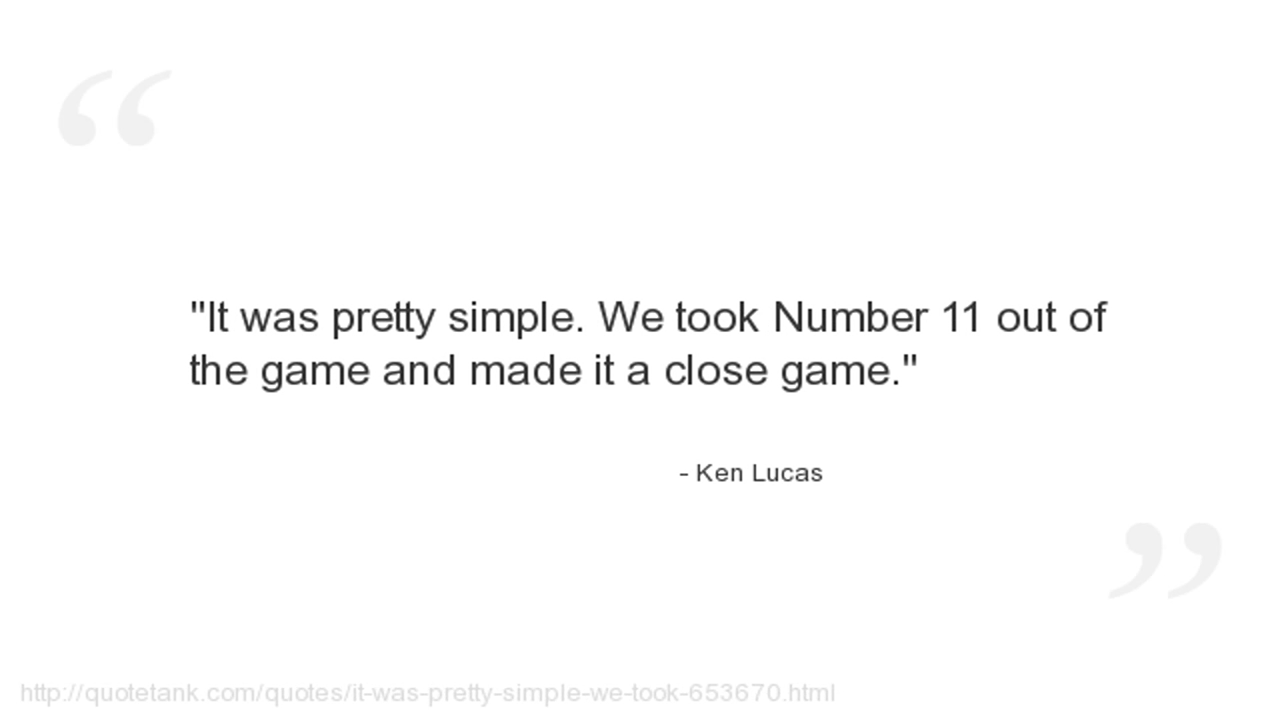 "It was pretty simple. We took Number 11 out of
the game and made it a close game."
- Ken Lucas
http://quotetank.com/quotes/it-was-pretty-simple-we-took-653670.html